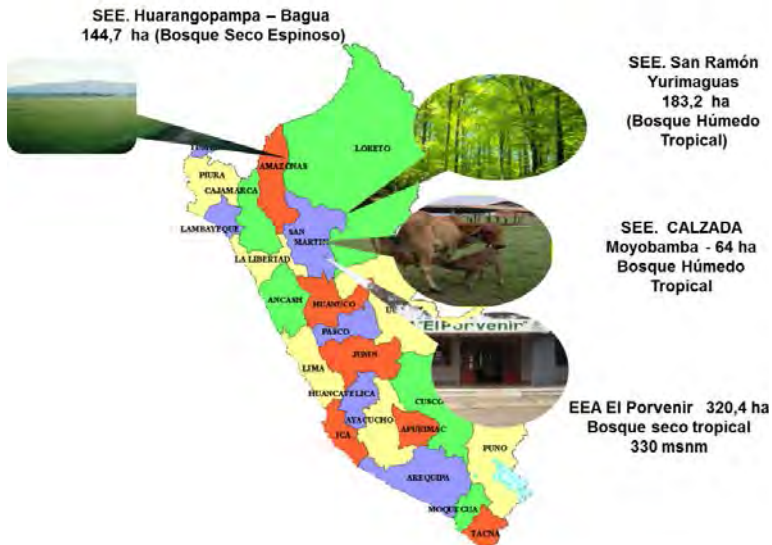 SEE. Huarangopampa – Bagua
144,7 ha (Bosque Seco Espinoso)
SEE. San Ramón
Yurimaguas
183,2 ha
(Bosque Húmedo
Tropical)
LORETO
AMAZONAS
PIURA
CAJAMARCA
LAMBAYEQUE
SAN
MARTIN
SEE. CALZADA
Moyobamba - 64 ha
Bosque Húmedo
Tropical
LA LIBERTAD
ANCASH
HUANUCO
"El Porvenir"
PASCO
LIMA
JUNIN
HUANCAVELICA
CUSCO
AYACUCHO
APURIMAC
ICA
EEA El Porvenir 320,4 ha
Bosque seco tropical
330 msnm
PUNO
AREQUIPA
MOQUEGUA
TACNA